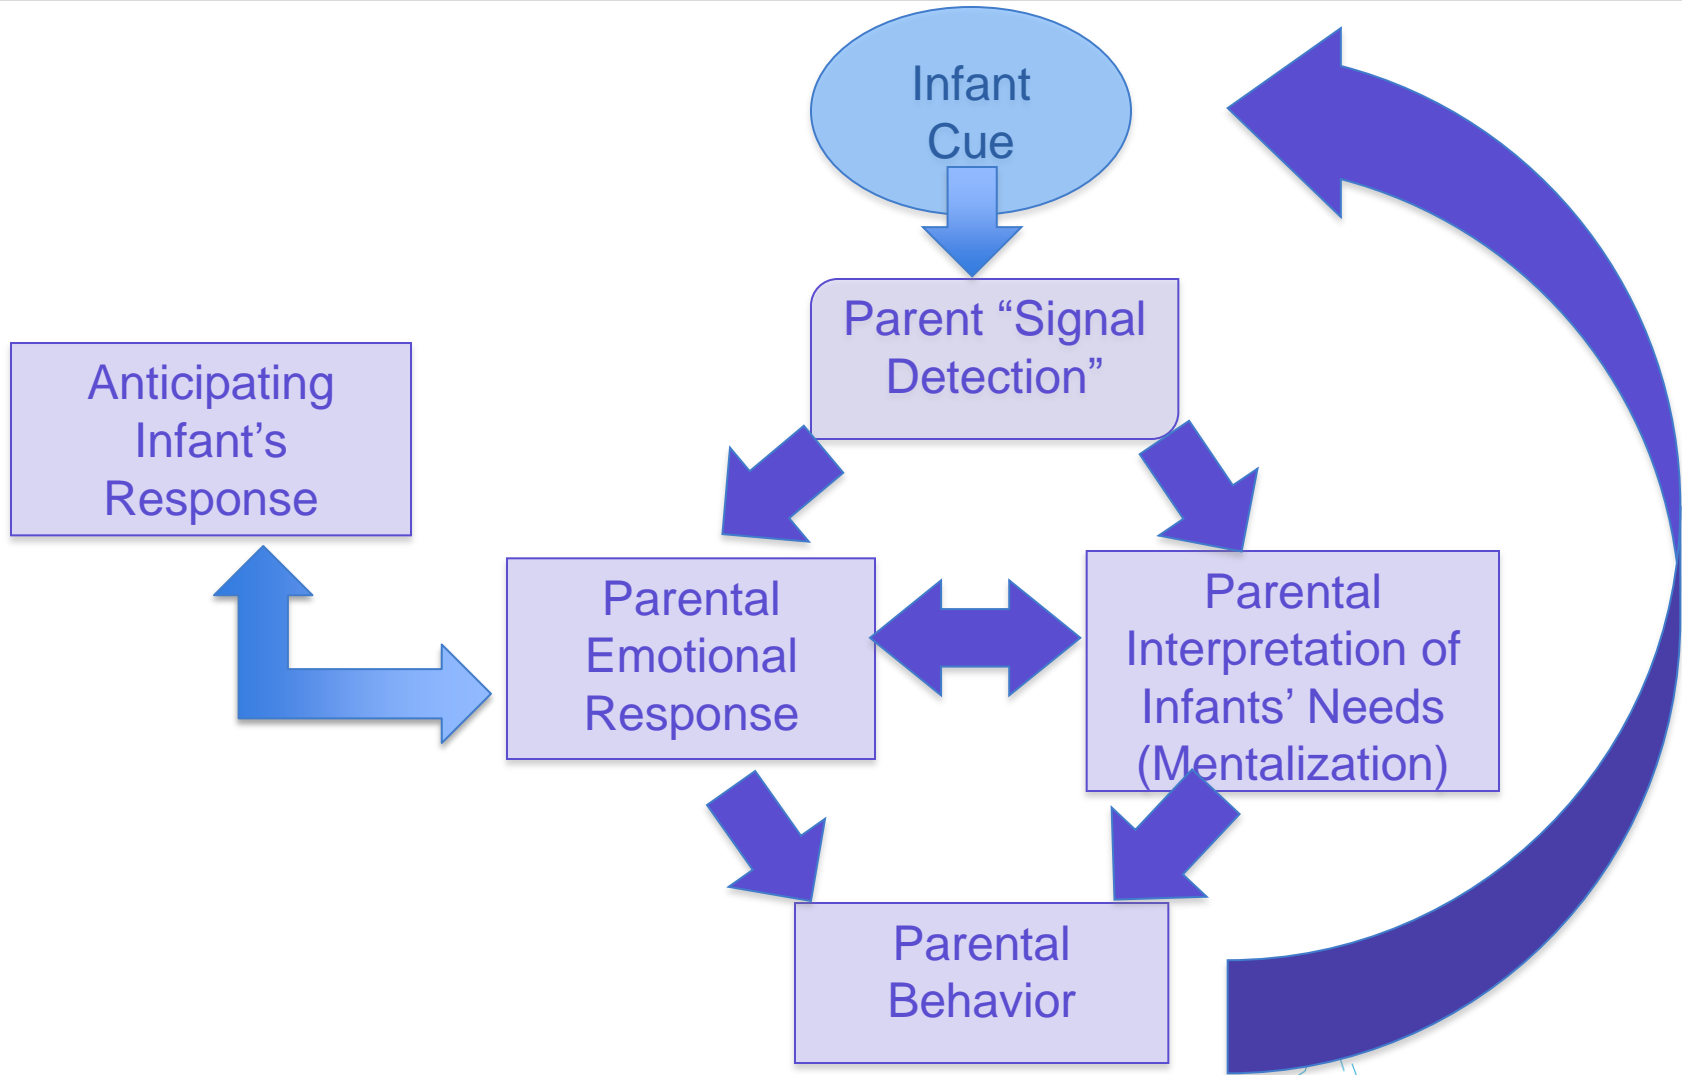 Infant
Cue
Parent “Signal
Detection”
Anticipating
Infant’s
Response
Parental
Emotional
Response
Parental
Interpretation of
Infants’ Needs
(Mentalization)
Parental
Behavior